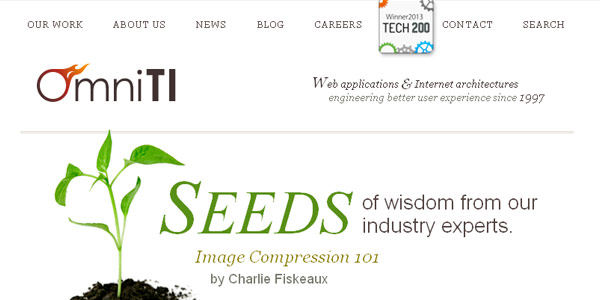 OUR WORK ABOUT US NEWS BLOG CAREERS CONTACT SEARCH
Winner2013
TECH 200
OmniTI
Web applications & Internet architectures
engineering better user experience since 1997
SEEDS of wisdom from our
industry experts.
Image Compression 101
by Charlie Fiskeaux